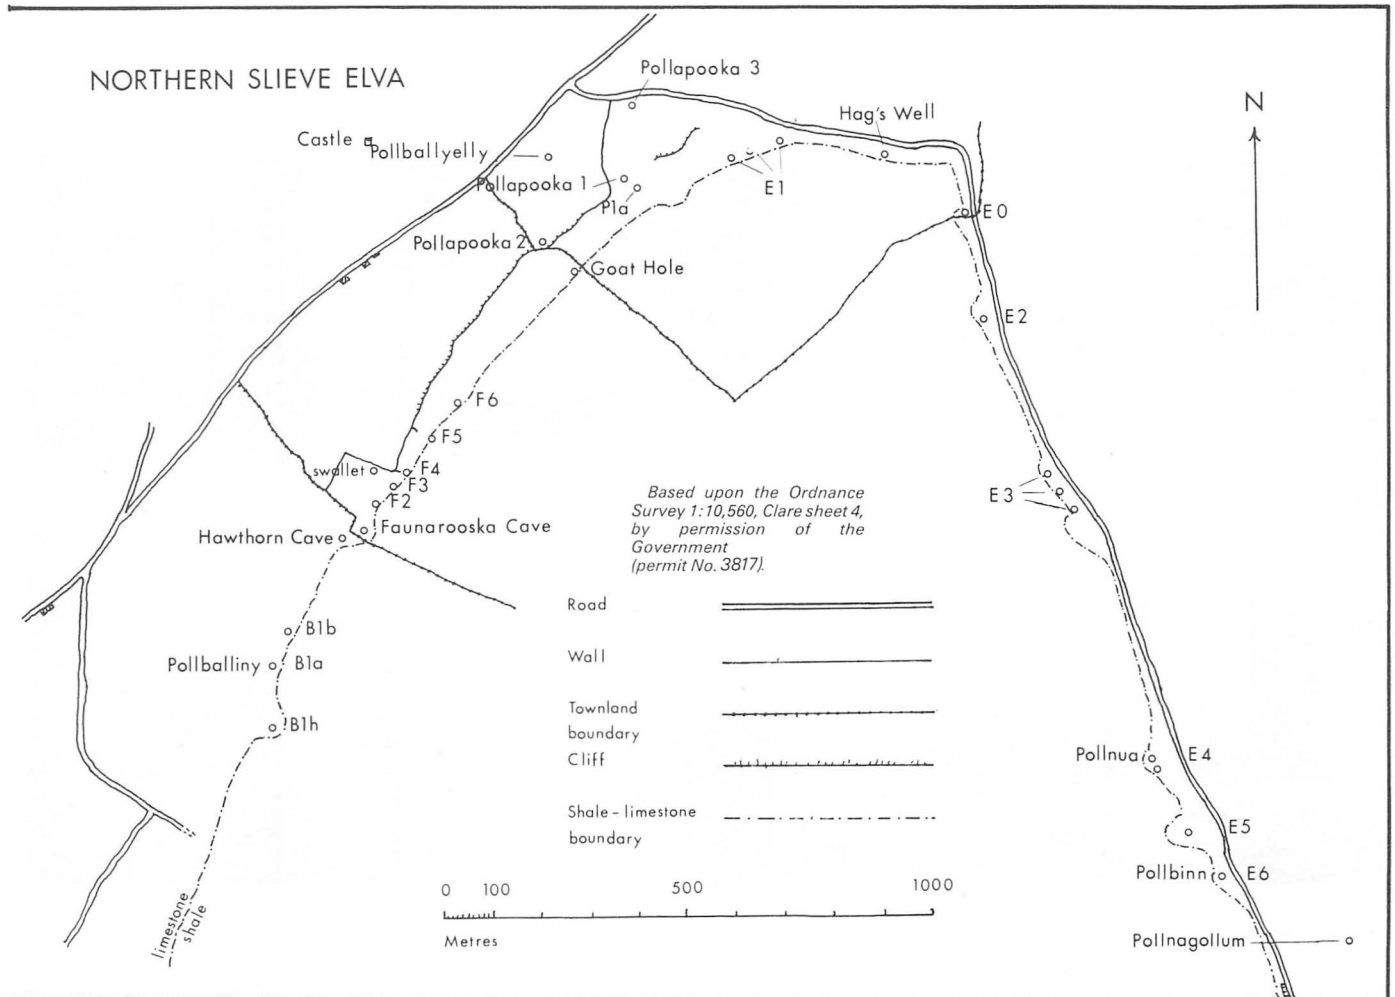 NORTHERN SLIEVE ELVA
Pollapooka 3
N
Hag's Well
Castle
Pollballyelly
Pollapooka 1
E1
P1a
E0
Pollapooka 2
Goat Hole
E2
F6
F5
swallet
F4
F3
E3
F2
Faunarooska Cave
Hawthorn Cave
Based upon the Ordnance
Survey 1:10,560, Clare sheet 4,
by permission of the
Government
(permit No. 3817).
Road
B1b
Wall
Pollballiny
B1a
Townland
boundary
B1h
Cliff
Pollnua
E4
Shale - limestone
boundary
E5
Pollbinn
E6
0 100 500 1000
limestone
shale
Metres
Pollnagollum